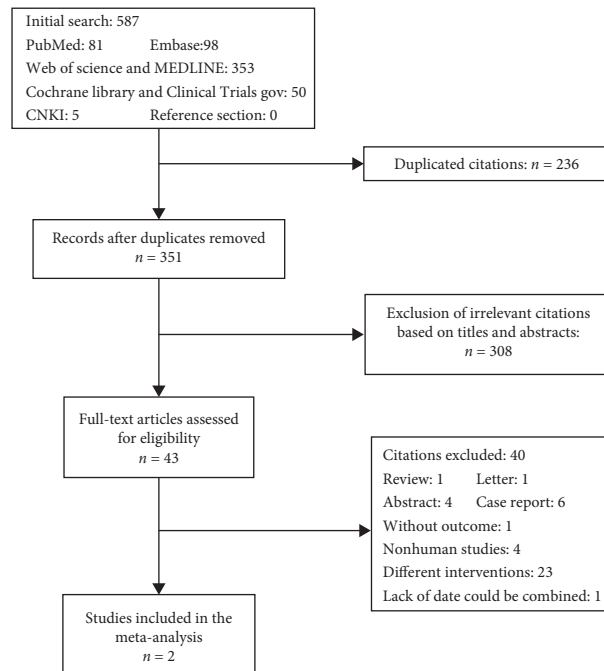 Initial search: 587
PubMed: 81 Embase:98
Web of science and MEDLINE: 353
Cochrane library and Clinical Trials gov: 50
CNKI: 5 Reference section: 0
Duplicated citations: n = 236
Records after duplicates removed
n = 351
Exclusion of irrelevant citations
based on titles and abstracts:
n = 308
Full-text articles assessed
for eligibility
n = 43
Citations excluded: 40
Review: 1 Letter: 1
Abstract: 4 Case report: 6
Without outcome: 1
Nonhuman studies: 4
Different interventions: 23
Lack of date could be combined: 1
Studies included in the
meta-analysis
n = 2